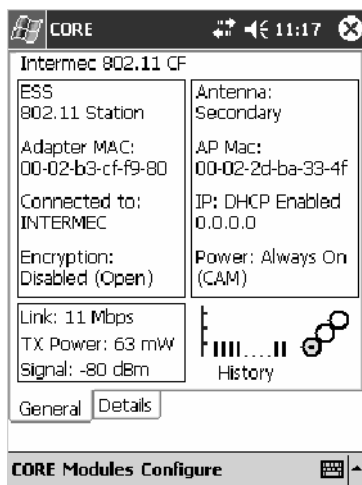 CORE 11:17
Intermec 802.11 CF
ESS
802.11 Station
Adapter MAC:
00-02-b3-cf-f9-80
Connected to:
INTERMEC
Encryption:
Disabled (Open)
Antenna:
Secondary
AP Mac:
00-02-2d-ba-33-4f
IP: DHCP Enabled
0.0.0.0
Power: Always On
(CAM)
Link: 11 Mbps
TX Power: 63 mW
Signal: -80 dBm
History
General Details
CORE Modules Configure